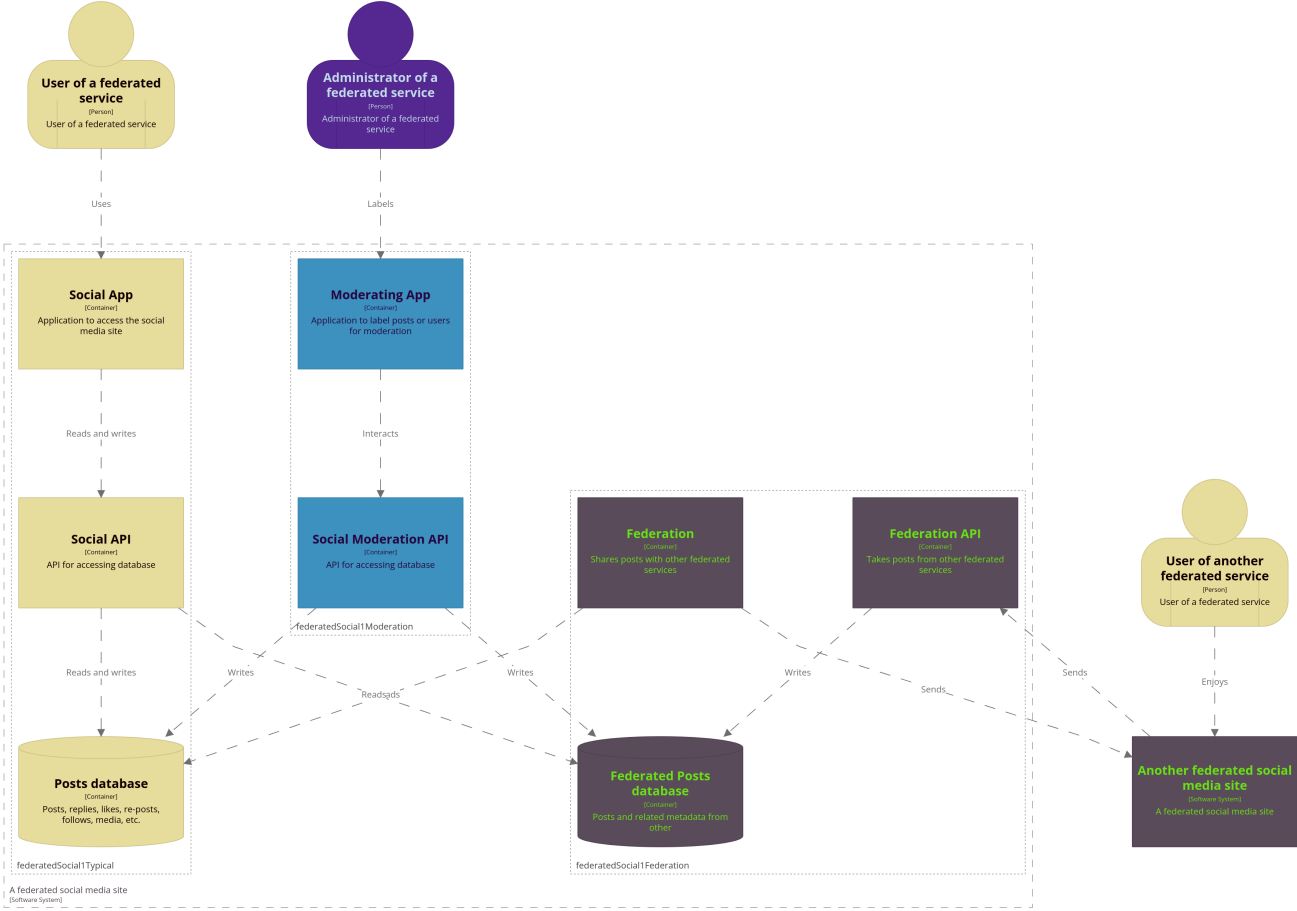 User of a federated
service
[Person]
User of a federated service
Administrator of a
federated service
[Person]
Administrator of a federated
service
Uses
Labels
Social App
[Container]
Application to access the social
media site
Moderating App
[Container]
Application to label posts or users
for moderation
Reads and writes
Interacts
Social API
[Container]
API for accessing database
Social Moderation API
[Container]
API for accessing database
Federation
[Container]
Shares posts with other federated
services
Federation API
[Container]
Takes posts from other federated
services
User of another
federated service
[Person]
User of a federated service
federatedSocial1Moderation
Reads and writes
Writes
Reads
Writes
Writes
Sends
Sends
Enjoys
Posts database
[Container]
Posts, replies, likes, re-posts,
follows, media, etc.
Federated Posts
database
[Container]
Posts and related metadata from
other
Another federated social
media site
[Software System]
A federated social media site
federatedSocial1Typical
federatedSocial1Federation
A federated social media site
[Software System]